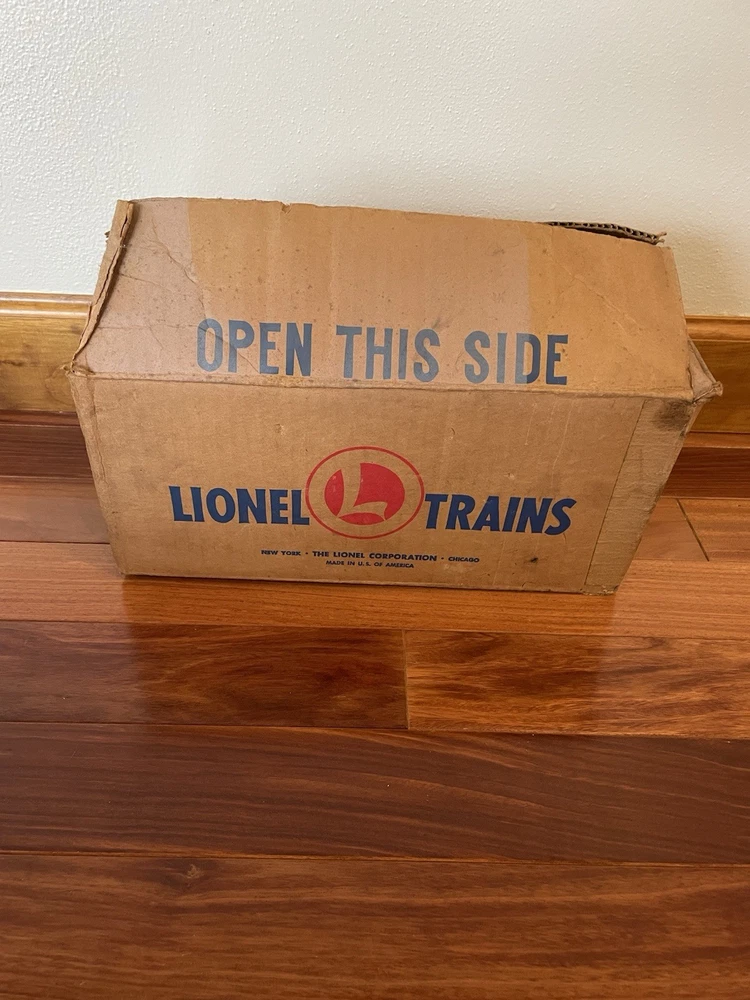 OPEN THIS SIDE
LIONEL L TRAINS
NEW YORK • THE LIONEL CORPORATION • CHICAGO
MADE IN U.S. OF AMERICA